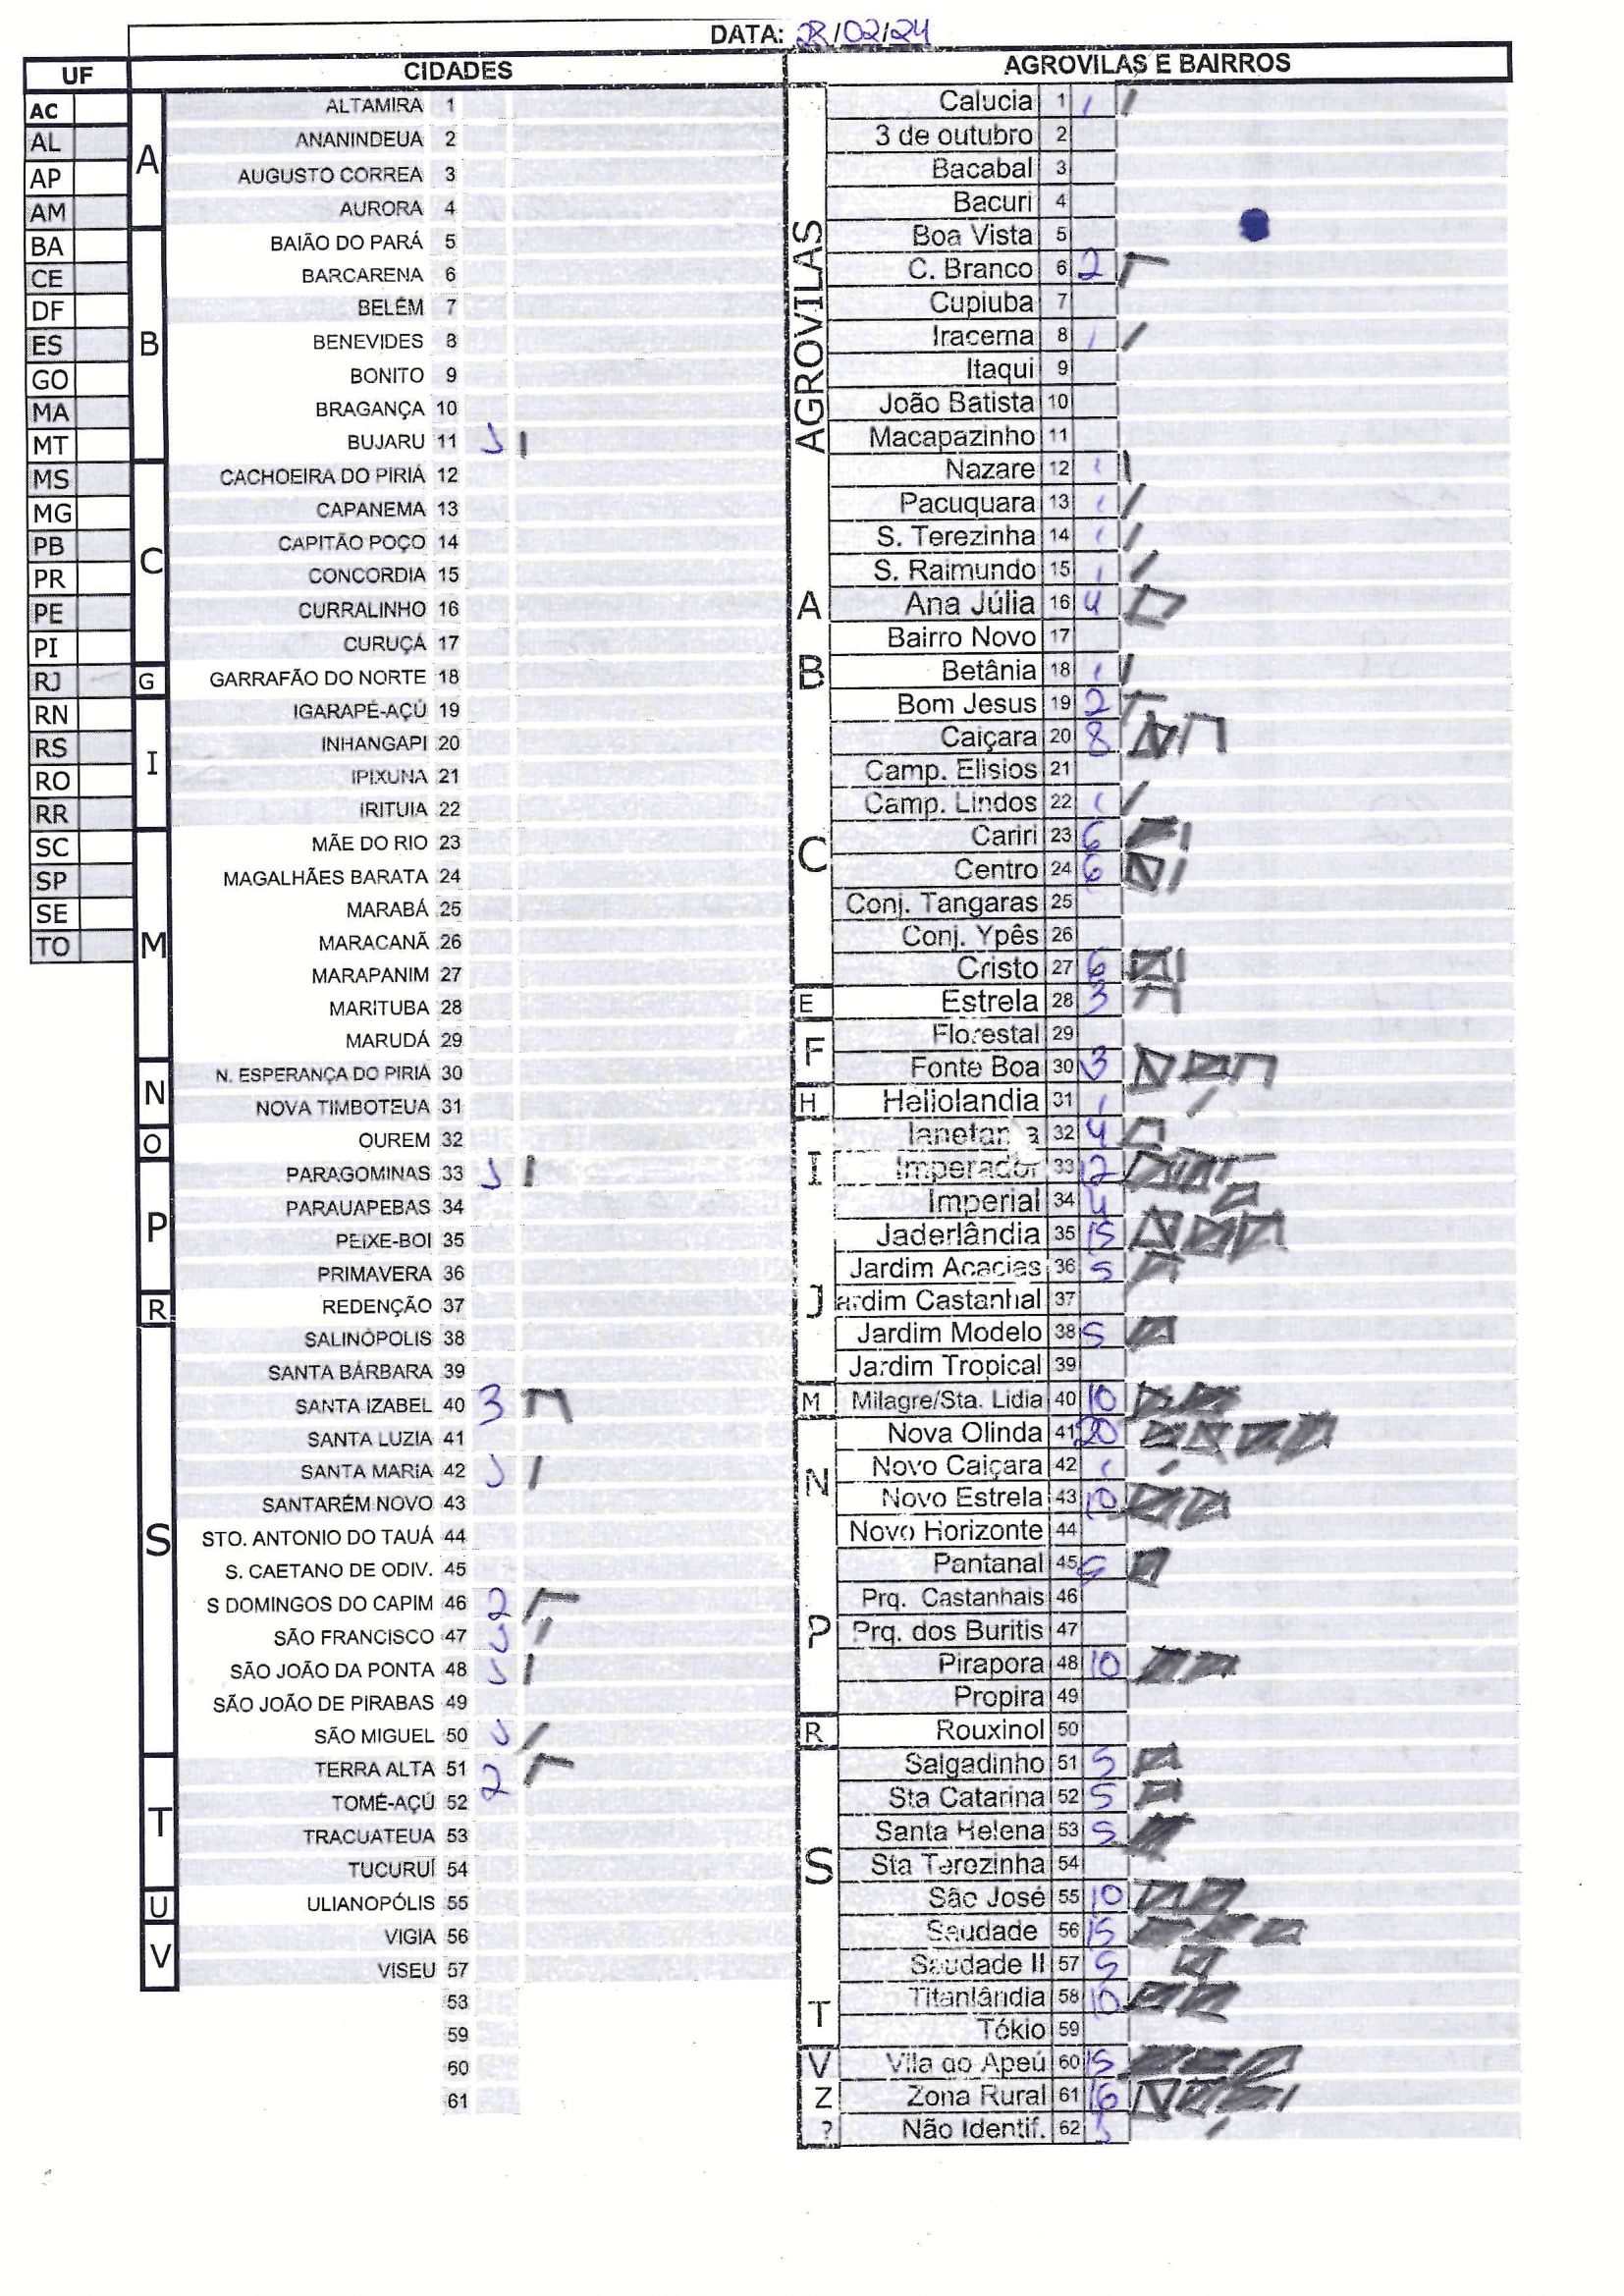 DATA: 28/02/24
UF CIDADES AGROVILAS E BAIRROS
AC
AL
AP
AM
BA
CE
DF
ES
GO
MA
MT
MS
MG
PB
PR
PE
PI
RJ
RN
RS
RO
RR
SC
SP
SE
TO
A
ALTAMIRA 1
ANANINDEUA 2
AUGUSTO CORREA 3
AURORA 4
B
BAIÃO DO PARÁ 5
BARCARENA 6
BELÉM 7
BENEVIDES 8
BONITO 9
BRAGANÇA 10
BUJARU 11 1
C
CACHOEIRA DO PIRIÁ 12
CAPANEMA 13
CAPITÃO POÇO 14
CONCORDIA 15
CURRALINHO 16
CURUÇÁ 17
G
GARRAFÃO DO NORTE 18
I
IGARAPÉ-AÇÚ 19
INHANGAPI 20
IPIXUNA 21
IRITUIA 22
M
MÃE DO RIO 23
MAGALHÃES BARATA 24
MARABÁ 25
MARACANÃ 26
MARAPANIM 27
MARITUBA 28
MARUDÁ 29
N
N. ESPERANÇA DO PIRIA 30
NOVA TIMBOTEUA 31
O
OUREM 32
P
PARAGOMINAS 33 1
PARAUAPEBAS 34
PEIXE-BOI 35
PRIMAVERA 36
R
REDENÇÃO 37
S
SALINÓPOLIS 38
SANTA BÁRBARA 39
SANTA IZABEL 40 3
SANTA LUZIA 41
SANTA MARIA 42 1
SANTARÉM NOVO 43
STO. ANTONIO DO TAUÁ 44
S. CAETANO DE ODIV. 45
S DOMINGOS DO CAPIM 46 2
SÃO FRANCISCO 47 1
SÃO JOÃO DA PONTA 48 1
SÃO JOÃO DE PIRABAS 49
SÃO MIGUEL 50 1
T
TERRA ALTA 51 2
TOMÉ-AÇÚ 52
TRACUATEUA 53
TUCURUÍ 54
U
ULIANOPÓLIS 55
V
VIGIA 56
VISEU 57
58
59
60
61
AGROVILAS
Calucia 1 1
3 de outubro 2
Bacabal 3
Bacuri 4
Boa Vista 5
C. Branco 6 2
Cupiuba 7
Iracema 8 1
Itaqui 9
João Batista 10
Macapazinho 11
Nazare 12 1
Pacuquara 13 1
S. Terezinha 14 1
S. Raimundo 15 1
A
Ana Júlia 16 4
Bairro Novo 17
B
Betânia 18 1
Bom Jesus 19 2
Caiçara 20 8
Camp. Elisios 21
Camp. Lindos 22 1
C
Cariri 23 6
Centro 24 6
Conj. Tangaras 25
Conj. Ypês 26
Cristo 27 6
E
Estrela 28 3
F
Florestal 29
Fonte Boa 30 13
H
Heliolandia 31 1
I
Ianetama 32 4
Imperador 33 12
Imperial 34 4
J
Jaderlândia 35 15
Jardim Acacias 36 5
ardim Castanhal 37
Jardim Modelo 38 5
Jardim Tropical 39
M
Milagre/Sta. Lidia 40 10
N
Nova Olinda 41 20
Novo Caiçara 42 1
Novo Estrela 43 10
Novo Horizonte 44
P
Pantanal 45 5
Prq. Castanhais 46
Prq. dos Buritis 47
Pirapora 48 10
Propira 49
R
Rouxinol 50
S
Salgadinho 51 5
Sta Catarina 52 5
Santa Helena 53 5
Sta Terezinha 54
São José 55 10
Saudade 56 15
Saudade II 57 5
T
Titanlândia 58 10
Tókio 59
V
Vila do Apeú 60 15
Z
Zona Rural 61 16
?
Não Identif. 62 1